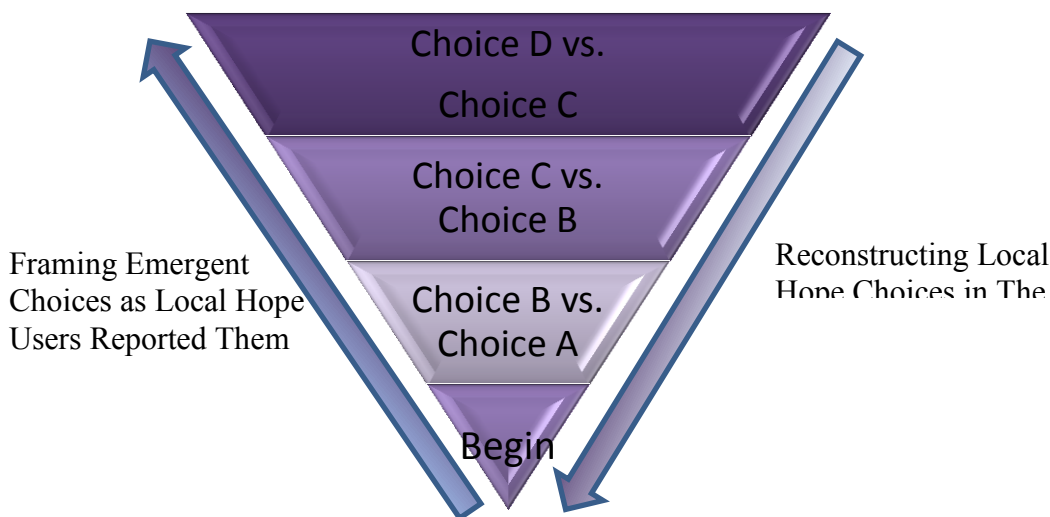 Choice D vs.
Choice C
Choice C vs.
Choice B
Choice B vs.
Choice A
Begin
Framing Emergent
Choices as Local Hope
Users Reported Them
Reconstructing Local
Hope Choices in The